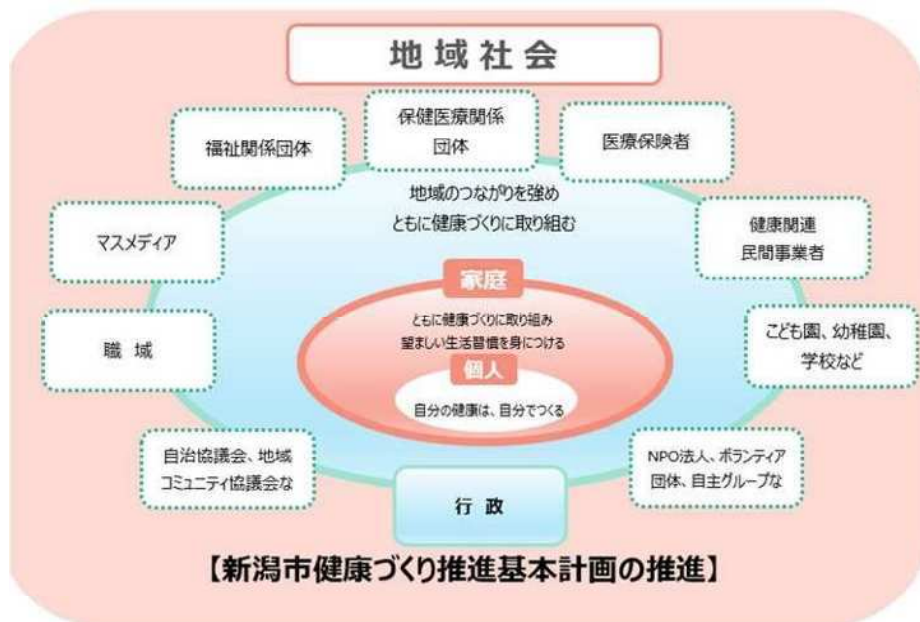 地域社会
保健医療関係
団体
福祉関係団体
医療保険者
地域のつながりを強め
ともに健康づくりに取り組む
マスメディア
健康関連
民間事業者
家庭
ともに健康づくりに取り組み
望ましい生活習慣を身につける
職 域
こども園、幼稚園、
学校など
個人
自分の健康は、自分でつくる
自治協議会、地域
コミュニティ協議会な
NPO法人、ボランティア
団体、自主グループな
行 政
【新潟市健康づくり推進基本計画の推進】